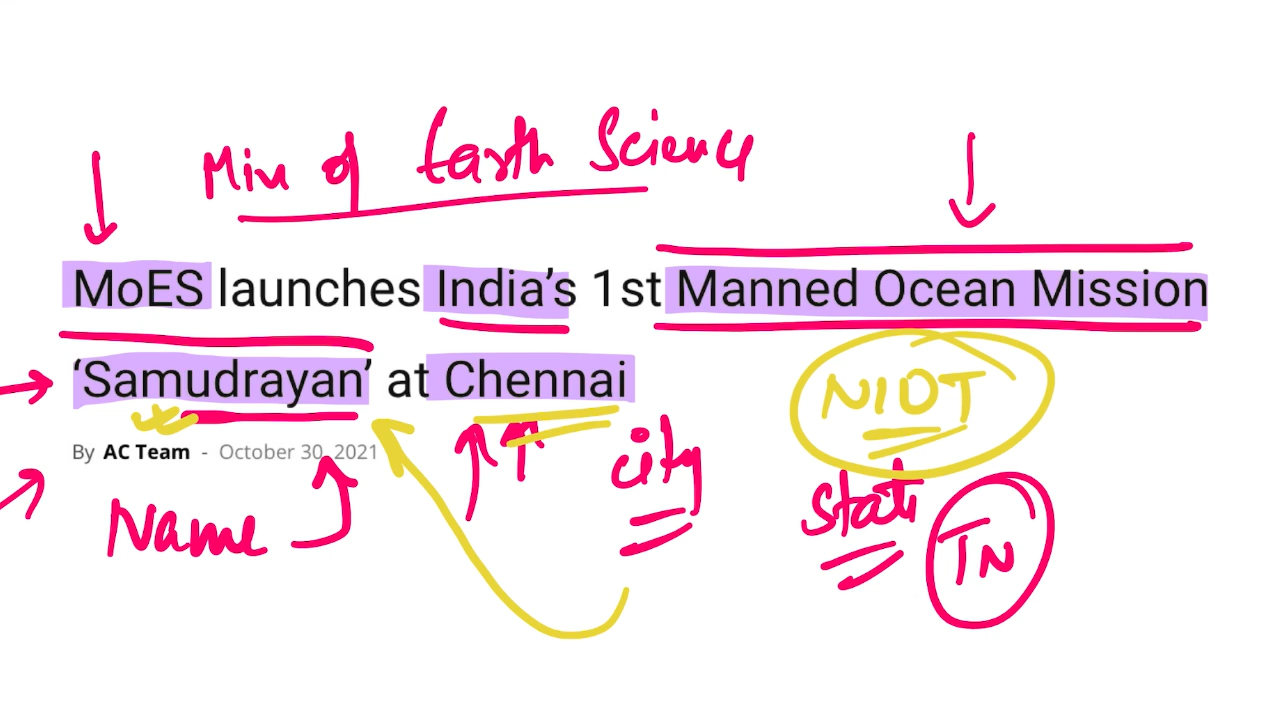 Min of Earth Science
MoES launches India's 1st Manned Ocean Mission
'Samudrayan' at Chennai
NIOT
By AC Team - October 30, 2021
city
State
Name
TN